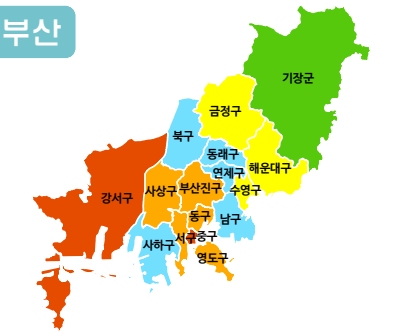 부산
기장군
금정구
북구
동래구
해운대구
연제구
강서구
사상구
부산진구
수영구
동구
남구
서구
중구
사하구
영도구